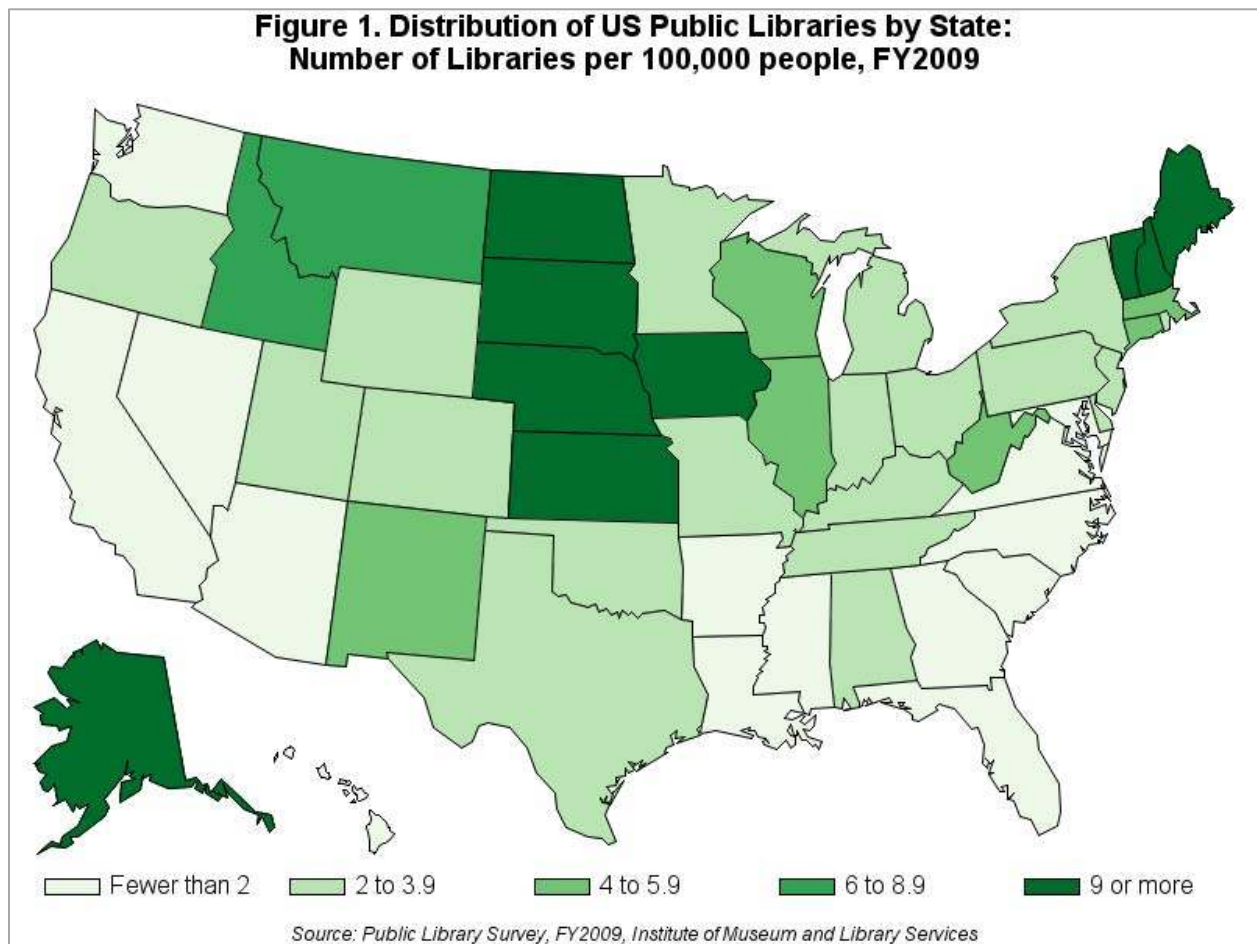 Figure 1. Distribution of US Public Libraries by State:
Number of Libraries per 100,000 people, FY2009
Fewer than 2
2 to 3.9
4 to 5.9
6 to 8.9
9 or more
Source: Public Library Survey, FY2009, Institute of Museum and Library Services